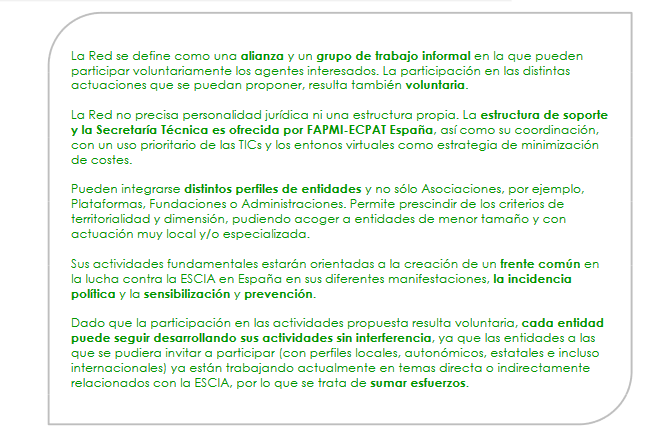 La Red se define como una alianza y un grupo de trabajo informal en la que pueden
participar voluntariamente los agentes interesados. La participación en las distintas
actuaciones que se puedan proponer, resulta también voluntaria.
La Red no precisa personalidad jurídica ni una estructura propia. La estructura de soporte
y la Secretaría Técnica es ofrecida por FAPMI-ECPAT España, así como su coordinación,
con un uso prioritario de las TICs y los entonos virtuales como estrategia de minimización
de costes.
Pueden integrarse distintos perfiles de entidades y no sólo Asociaciones, por ejemplo,
Plataformas, Fundaciones o Administraciones. Permite prescindir de los criterios de
territorialidad y dimensión, pudiendo acoger a entidades de menor tamaño y con
actuación muy local y/o especializada.
Sus actividades fundamentales estarán orientadas a la creación de un frente común en
la lucha contra la ESCIA en España en sus diferentes manifestaciones, la incidencia
política y la sensibilización y prevención.
Dado que la participación en las actividades propuesta resulta voluntaria, cada entidad
puede seguir desarrollando sus actividades sin interferencia, ya que las entidades a las
que se pudiera invitar a participar (con perfiles locales, autonómicos, estatales e incluso
internacionales) ya están trabajando actualmente en temas directa o indirectamente
relacionados con la ESCIA, por lo que se trata de sumar esfuerzos.